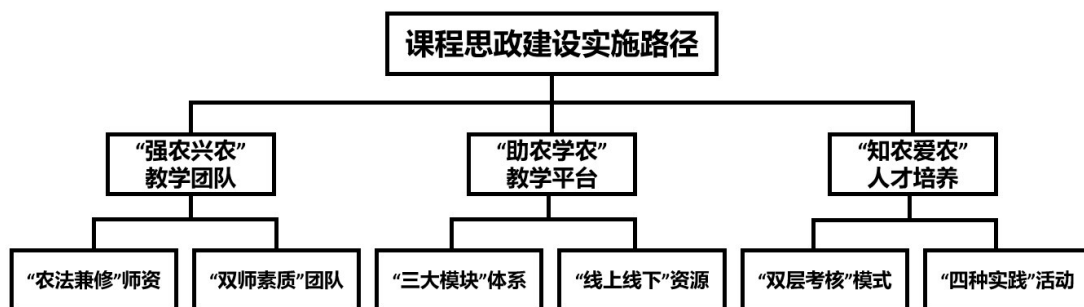 课程思政建设实施路径
“强农兴农”
教学团队
“助农学农”
教学平台
“知农爱农”
人才培养
“农法兼修”师资
“双师素质”团队
“三大模块”体系
“线上线下”资源
“双层考核”模式
“四种实践”活动